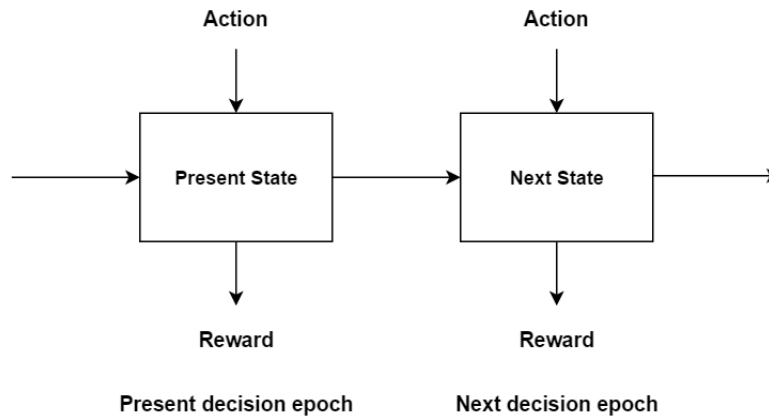 Action Action
Present State Next State
Reward Reward
Present decision epoch Next decision epoch